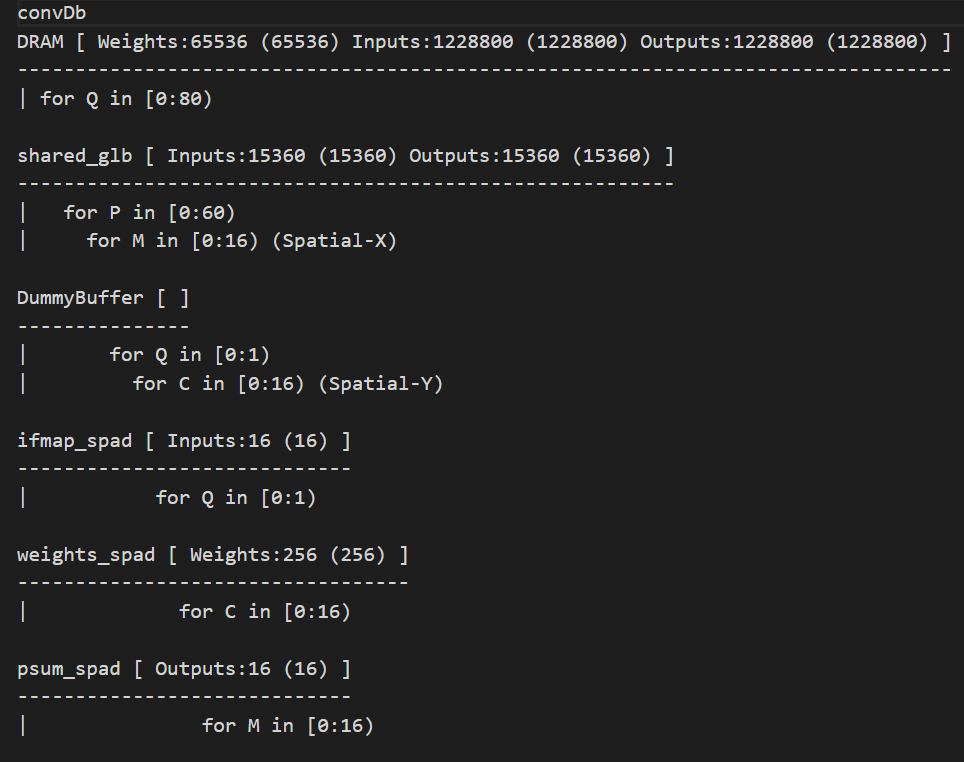 convDb
DRAM [ Weights:65536 (65536) Inputs:1228800 (1228800) Outputs:1228800 (1228800) ]
---------------------------------------------------------------------------------
| for Q in [0:80)
shared_glb [ Inputs:15360 (15360) Outputs:15360 (15360) ]
---------------------------------------------------------
|   for P in [0:60)
|     for M in [0:16) (Spatial-X)
DummyBuffer [ ]
---------------
|       for Q in [0:1)
|         for C in [0:16) (Spatial-Y)
ifmap_spad [ Inputs:16 (16) ]
-----------------------------
|           for Q in [0:1)
weights_spad [ Weights:256 (256) ]
----------------------------------
|             for C in [0:16)
psum_spad [ Outputs:16 (16) ]
-----------------------------
|               for M in [0:16)